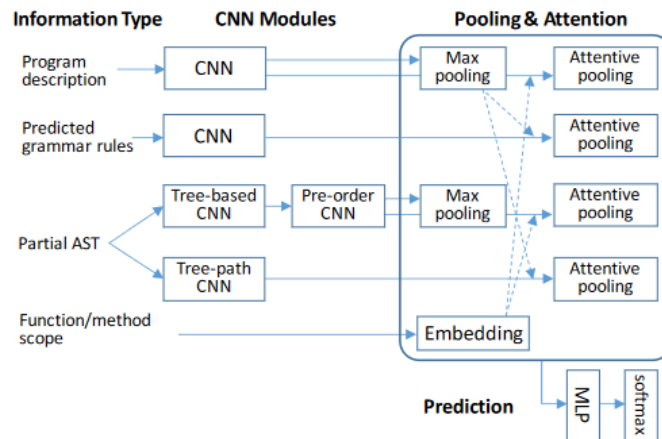 Information Type
CNN Modules
Pooling & Attention
Program
description
CNN
Max
pooling
Attentive
pooling
Predicted
grammar rules
CNN
Attentive
pooling
Partial AST
Tree-based
CNN
Pre-order
CNN
Max
pooling
Attentive
pooling
Tree-path
CNN
Attentive
pooling
Function/method
scope
Embedding
Prediction
MLP
softmax